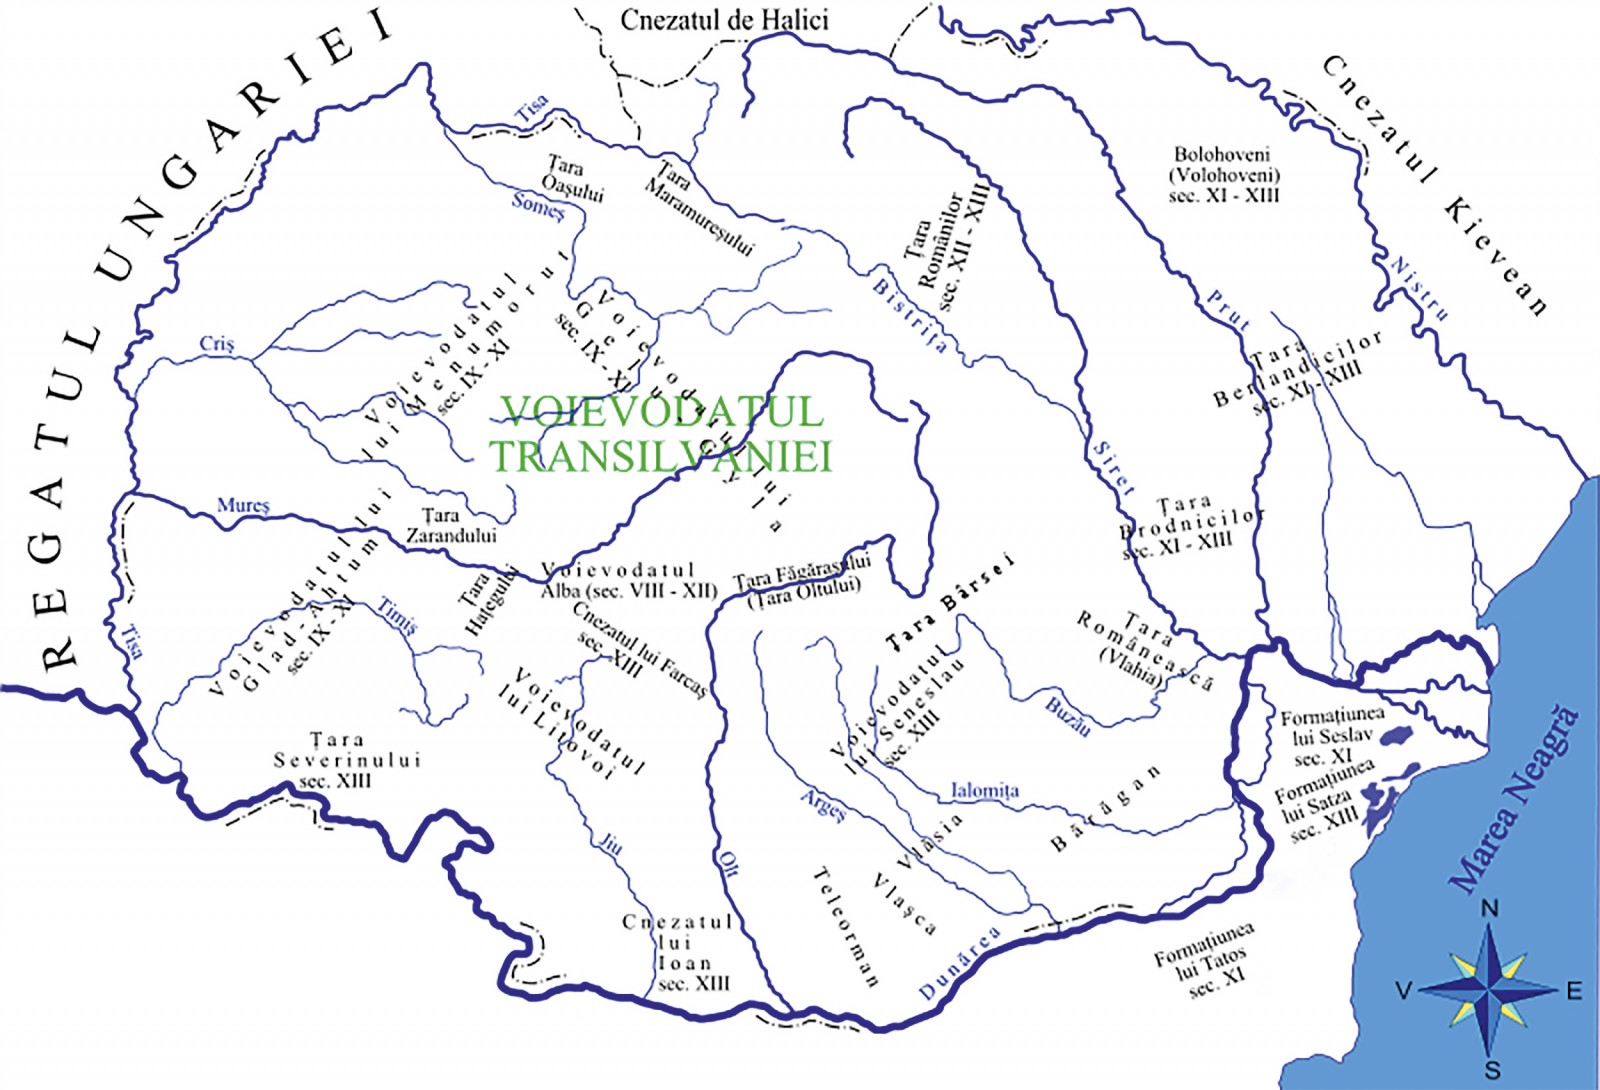 Cnezatul de Halici
REGATUL UNGARIEI
Cnezatul Kievean
Tisa
Țara
Oașului
Țara
Maramureșului
Someș
Bolohoveni
(Volohoveni)
sec. XI - XIII
Țara
Românilor
sec. XII - XIII
Nistru
Prut
Bistrița
Voievodatul
lui Menumorut
sec. IX - XI
Voievodatul lui
Gelu
sec. IX - XI
Criș
Țara
Berladicilor
sec. XI - XIII
VOIEVODATUL
TRANSILVANIEI
Gyla
Siret
Mureș
Țara
Zarandului
Țara
Brodnicilor
sec. XI - XIII
Voievodatul lui
Glad - Ahtum
sec. IX - XI
Țara
Hațegului
Voievodatul
Alba (sec. VIII - XII)
Țara Făgărașului
(Țara Oltului)
Țara Bârsei
Timiș
Tisa
Cnezatul lui Farcaș
sec. XIII
Țara
Românească
(Vlahia)
Voievodatul
lui Seneslau
sec. XIII
Voievodatul
lui Litovoi
Buzău
Țara
Severinului
sec. XIII
Formațiunea
lui Seslav
sec. XI
Formațiunea
lui Satza
sec. XIII
Marea Neagră
Argeș
Ialomița
Bărăgan
Vlăsia
Jiu
Olt
Teleorman
Vlașca
Cnezatul
lui
Ioan
sec. XIII
Dunărea
Formațiunea
lui Tatos
sec. XI
N
V
E
S